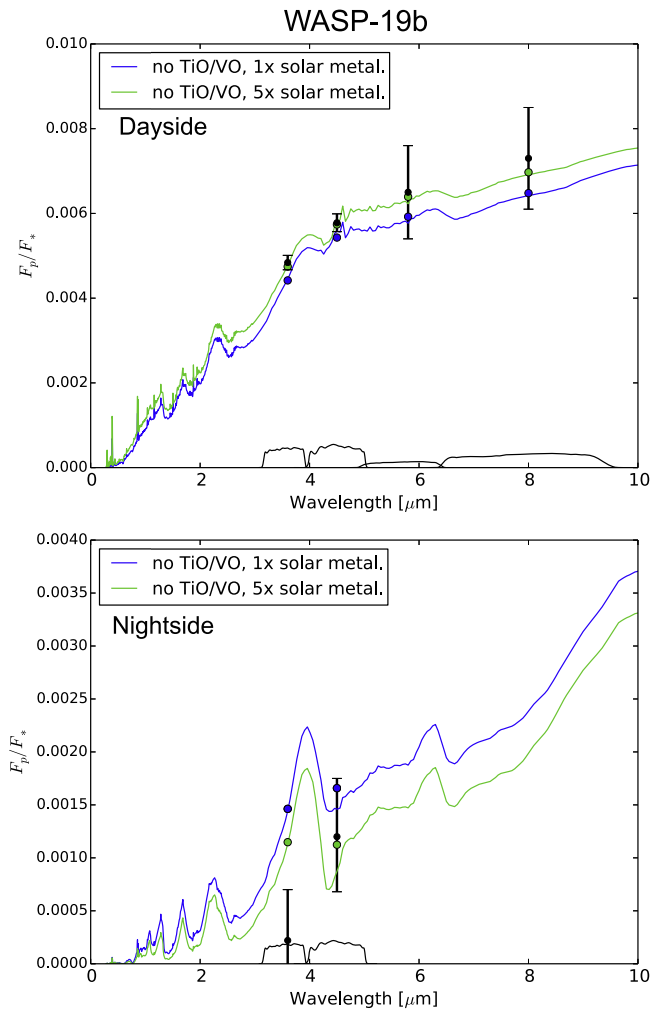 WASP-19b
0.010
no TiO/VO, 1x solar metal.
no TiO/VO, 5x solar metal.
Dayside
0.008
0.006
F_p/F_*
0.004
0.002
0.000
0 2 4 6 8 10
Wavelength [μm]
0.0040
no TiO/VO, 1x solar metal.
no TiO/VO, 5x solar metal.
0.0035
Nightside
0.0030
0.0025
0.0020
F_p/F_*
0.0015
0.0010
0.0005
0.0000
0 2 4 6 8 10
Wavelength [μm]